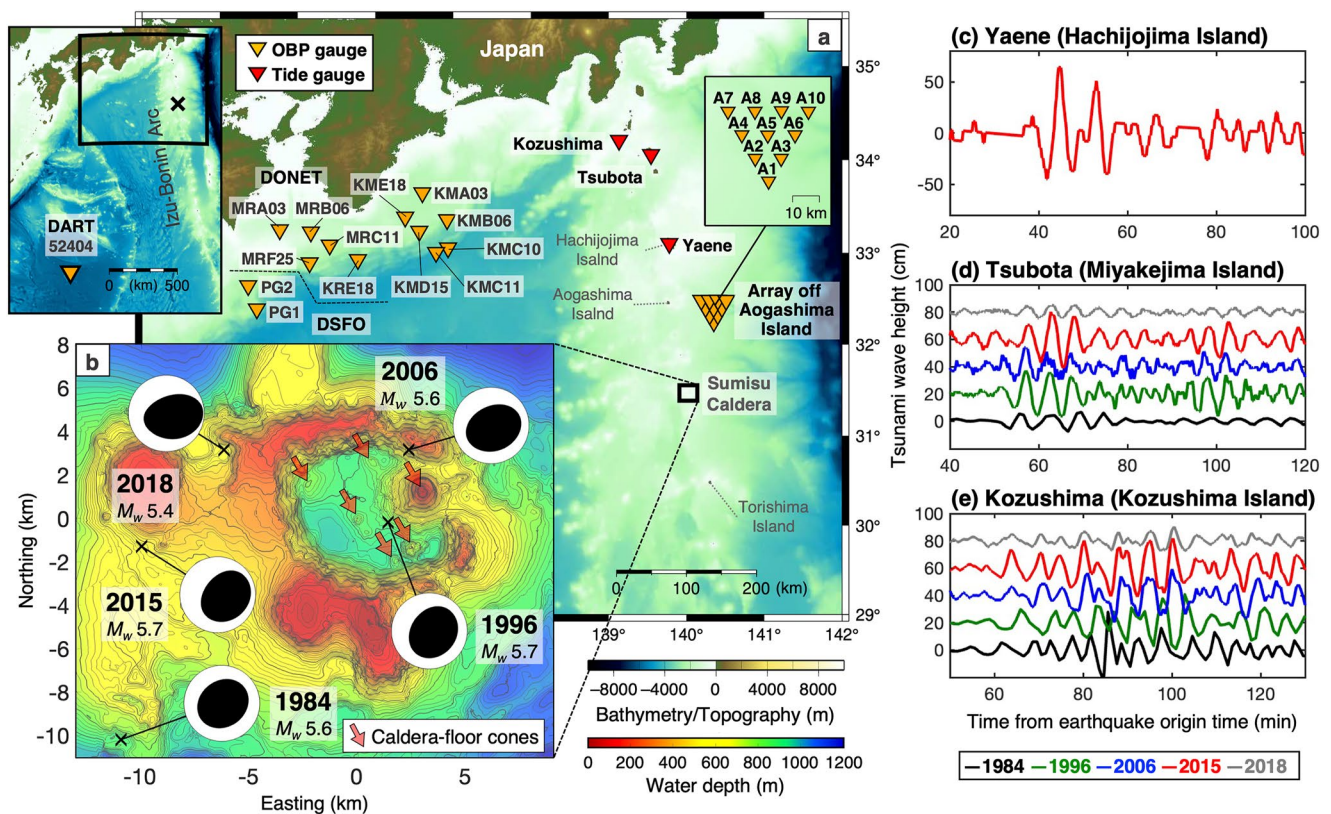 OBP gauge
Tide gauge
Japan
a
35°
34°
33°
32°
31°
30°
29°
139°
140°
141°
142°
Izu-Bonin Arc
DART
52404
0 (km) 500
Kozushima
Tsubota
A7 A8 A9 A10
A4 A5 A6
A2 A3
A1
10 km
DONET
KME18
KMA03
MRA03
MRB06
KMB06
MRC11
KMC10
MRF25
KRE18
KMD15
KMC11
PG2
PG1
DSFO
Hachijojima
Isalnd
Yaene
Aogashima
Isalnd
Array off
Aogashima
Island
Sumisu
Caldera
Torishima
Island
0 100 200 (km)
b
8
6
4
2
0
-2
-4
-6
-8
-10
Northing (km)
-10 -5 0 5
Easting (km)
2006
Mw 5.6
2018
Mw 5.4
2015
Mw 5.7
1996
Mw 5.7
1984
Mw 5.6
Caldera-floor cones
−8000 −4000 0 4000 8000
Bathymetry/Topography (m)
0 200 400 600 800 1000 1200
Water depth (m)
(c) Yaene (Hachijojima Island)
50
0
-50
20 40 60 80 100
(d) Tsubota (Miyakejima Island)
100
80
60
40
20
0
40 60 80 100 120
(e) Kozushima (Kozushima Island)
100
80
60
40
20
0
60 80 100 120
Tsunami wave height (cm)
Time from earthquake origin time (min)
1984 1996 2006 2015 2018